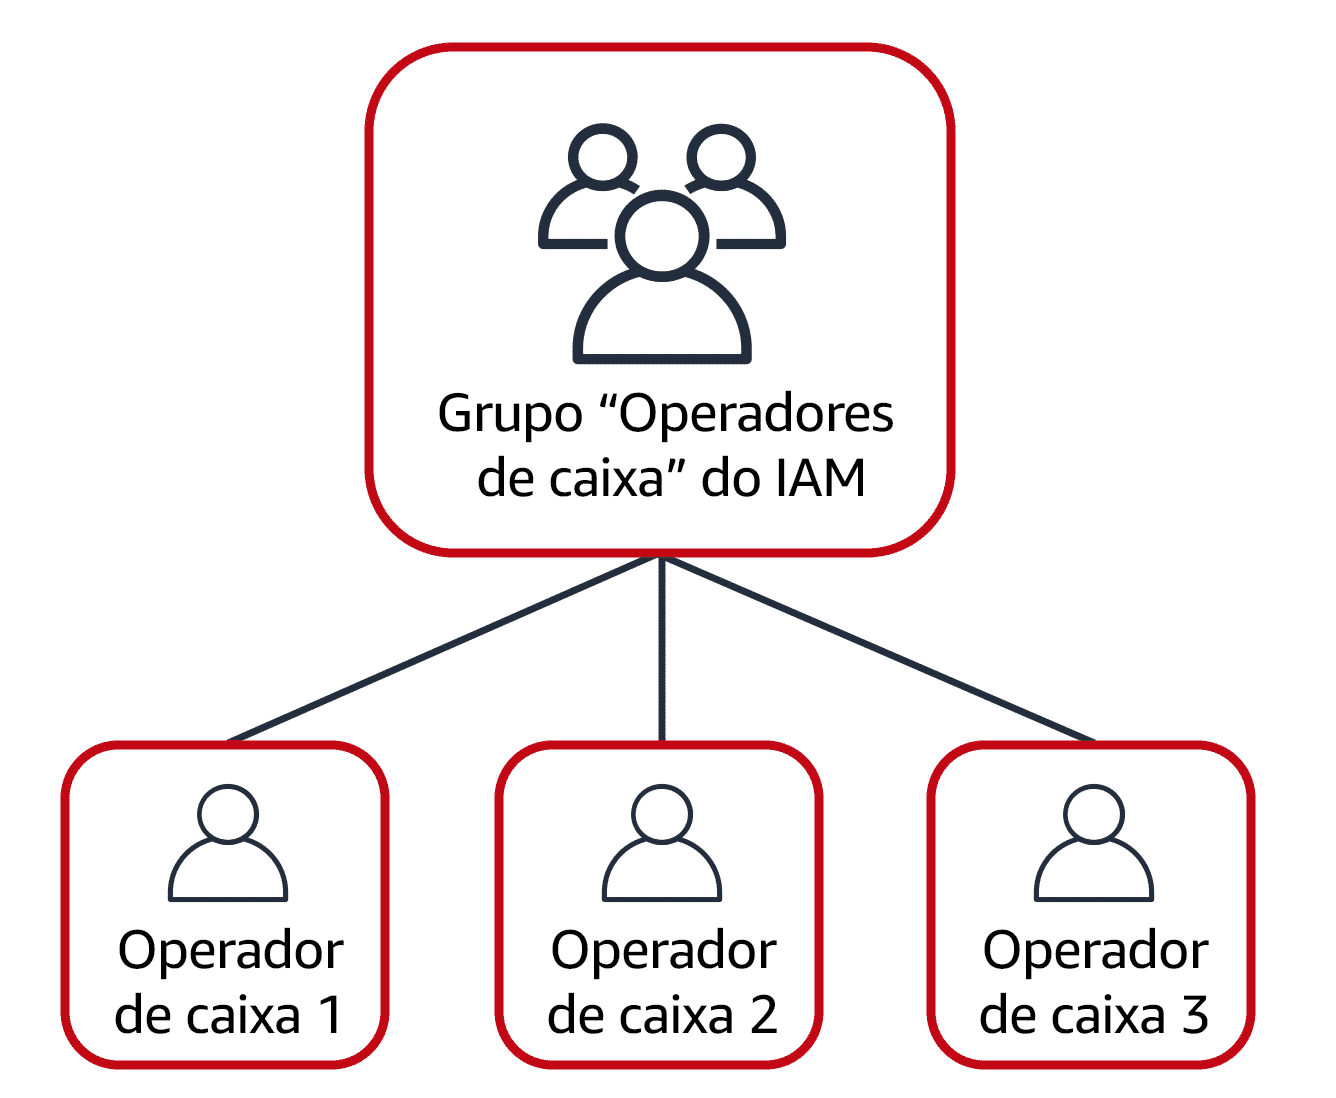 Grupo “Operadores
de caixa” do IAM
Operador
de caixa 1
Operador
de caixa 2
Operador
de caixa 3